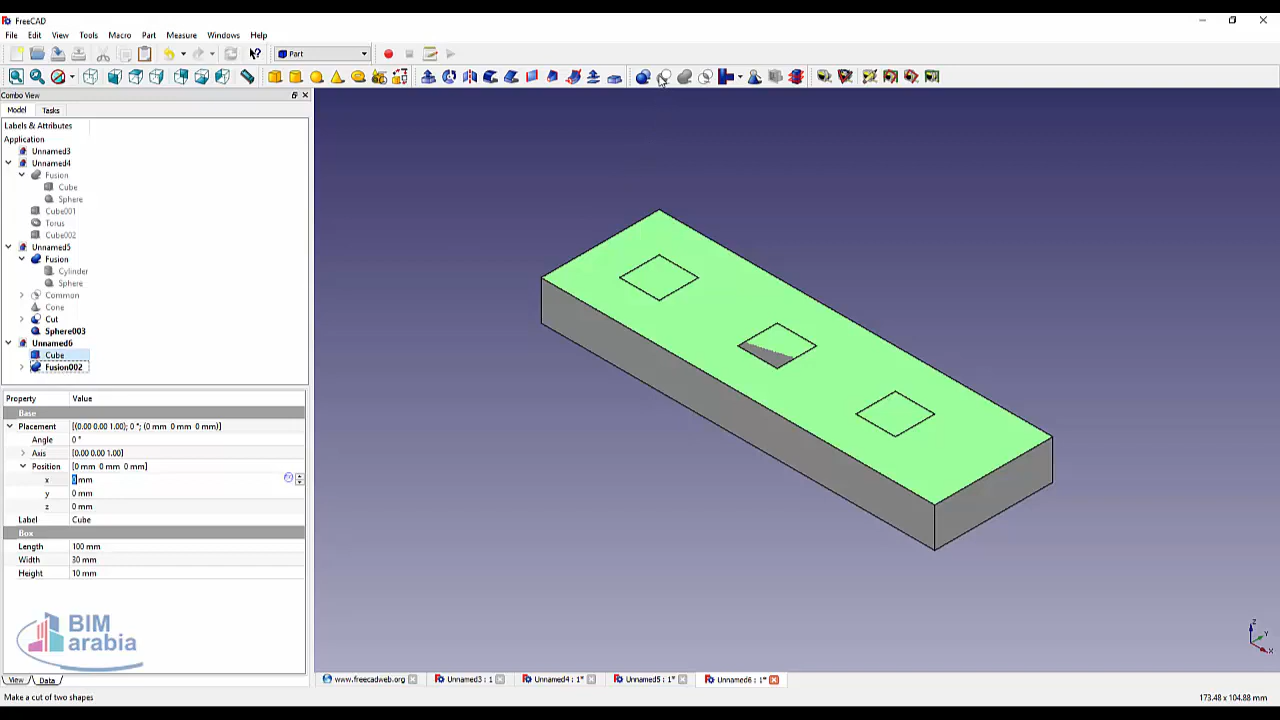 FreeCAD
File Edit View Tools Macro Part Measure Windows Help
Part
Combo View
Model Tasks
Labels & Attributes
Application
Unnamed3
Unnamed4
Fusion
Cube
Sphere
Cube001
Torus
Cube002
Unnamed5
Fusion
Cylinder
Sphere
Common
Cone
Cut
Sphere003
Unnamed6
Cube
Fusion002
Property Value
Base
Placement [(0.00 0.00 1.00); 0 °; (0 mm 0 mm 0 mm)]
Angle 0 °
Axis [0.00 0.00 1.00]
Position [0 mm 0 mm 0 mm]
x 0 mm
y 0 mm
z 0 mm
Label Cube
Box
Length 100 mm
Width 30 mm
Height 10 mm
BIM
arabia
Z
Y
X
View Data
www.freecadweb.org Unnamed3 : 1 Unnamed4 : 1* Unnamed5 : 1* Unnamed6 : 1*
Make a cut of two shapes 173.48 x 104.88 mm